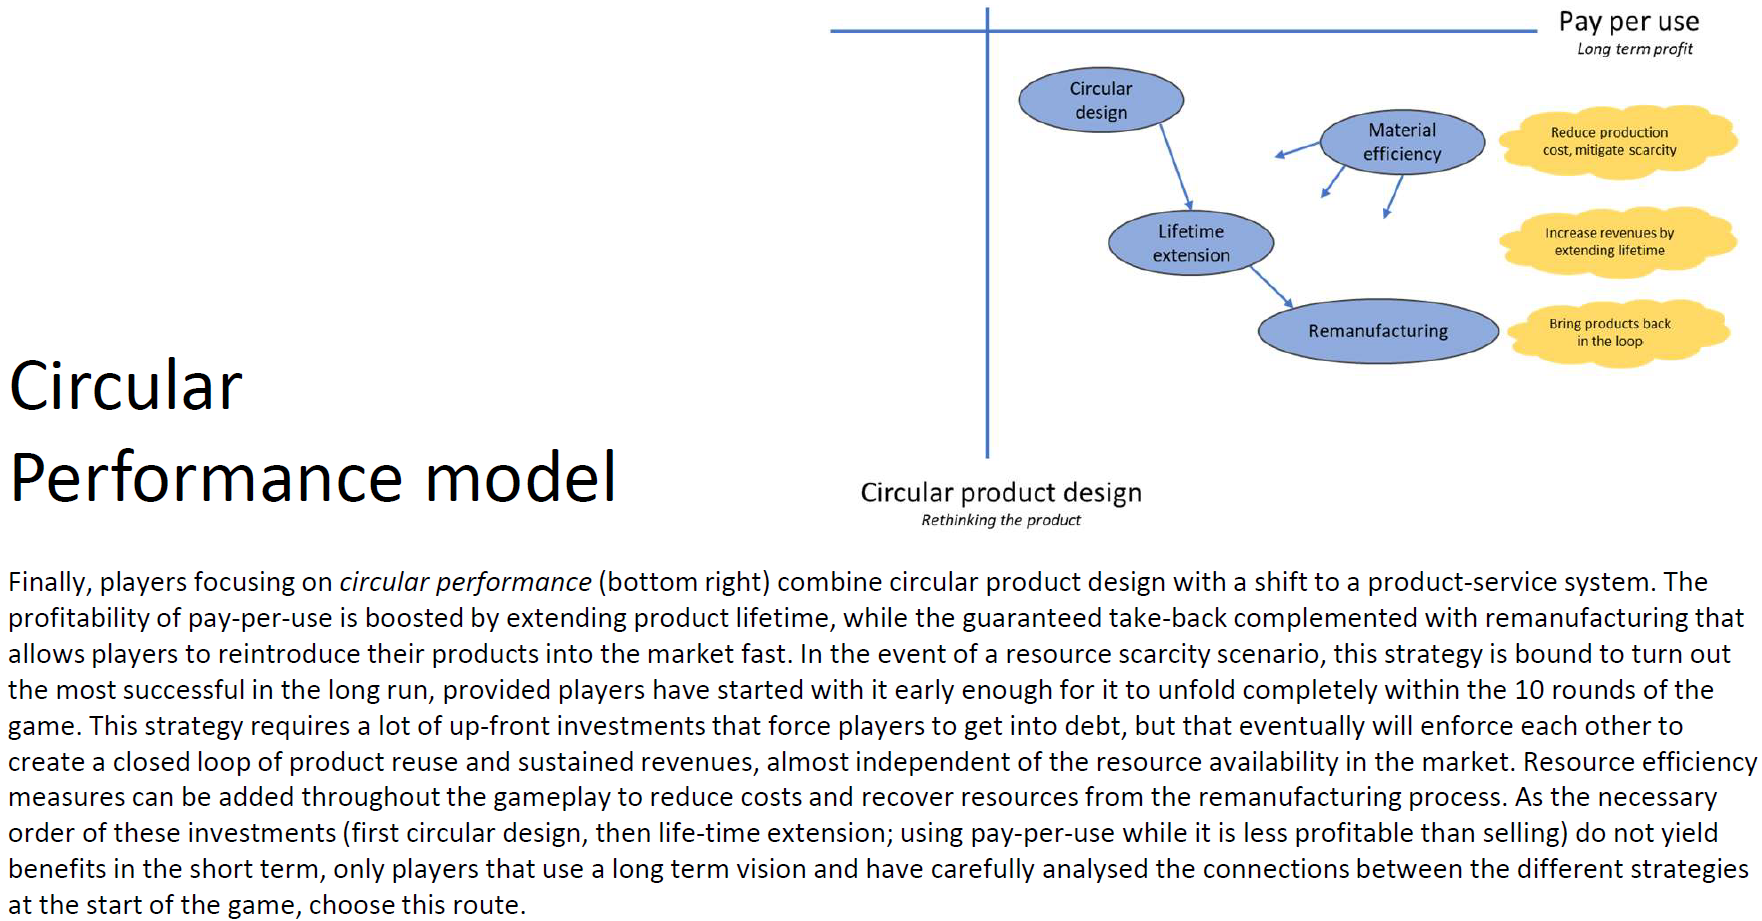 Pay per use
Long term profit
Circular
design
Material
efficiency
Reduce production
cost, mitigate scarcity
Lifetime
extension
Increase revenues by
extending lifetime
Remanufacturing
Bring products back
in the loop
Circular
Performance model
Circular product design
Rethinking the product
Finally, players focusing on circular performance (bottom right) combine circular product design with a shift to a product-service system. The
profitability of pay-per-use is boosted by extending product lifetime, while the guaranteed take-back complemented with remanufacturing that
allows players to reintroduce their products into the market fast. In the event of a resource scarcity scenario, this strategy is bound to turn out
the most successful in the long run, provided players have started with it early enough for it to unfold completely within the 10 rounds of the
game. This strategy requires a lot of up-front investments that force players to get into debt, but that eventually will enforce each other to
create a closed loop of product reuse and sustained revenues, almost independent of the resource availability in the market. Resource efficiency
measures can be added throughout the gameplay to reduce costs and recover resources from the remanufacturing process. As the necessary
order of these investments (first circular design, then life-time extension; using pay-per-use while it is less profitable than selling) do not yield
benefits in the short term, only players that use a long term vision and have carefully analysed the connections between the different strategies
at the start of the game, choose this route.